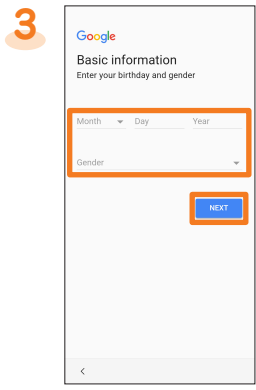 3
Google
Basic information
Enter your birthday and gender
Month Day Year
Gender
NEXT